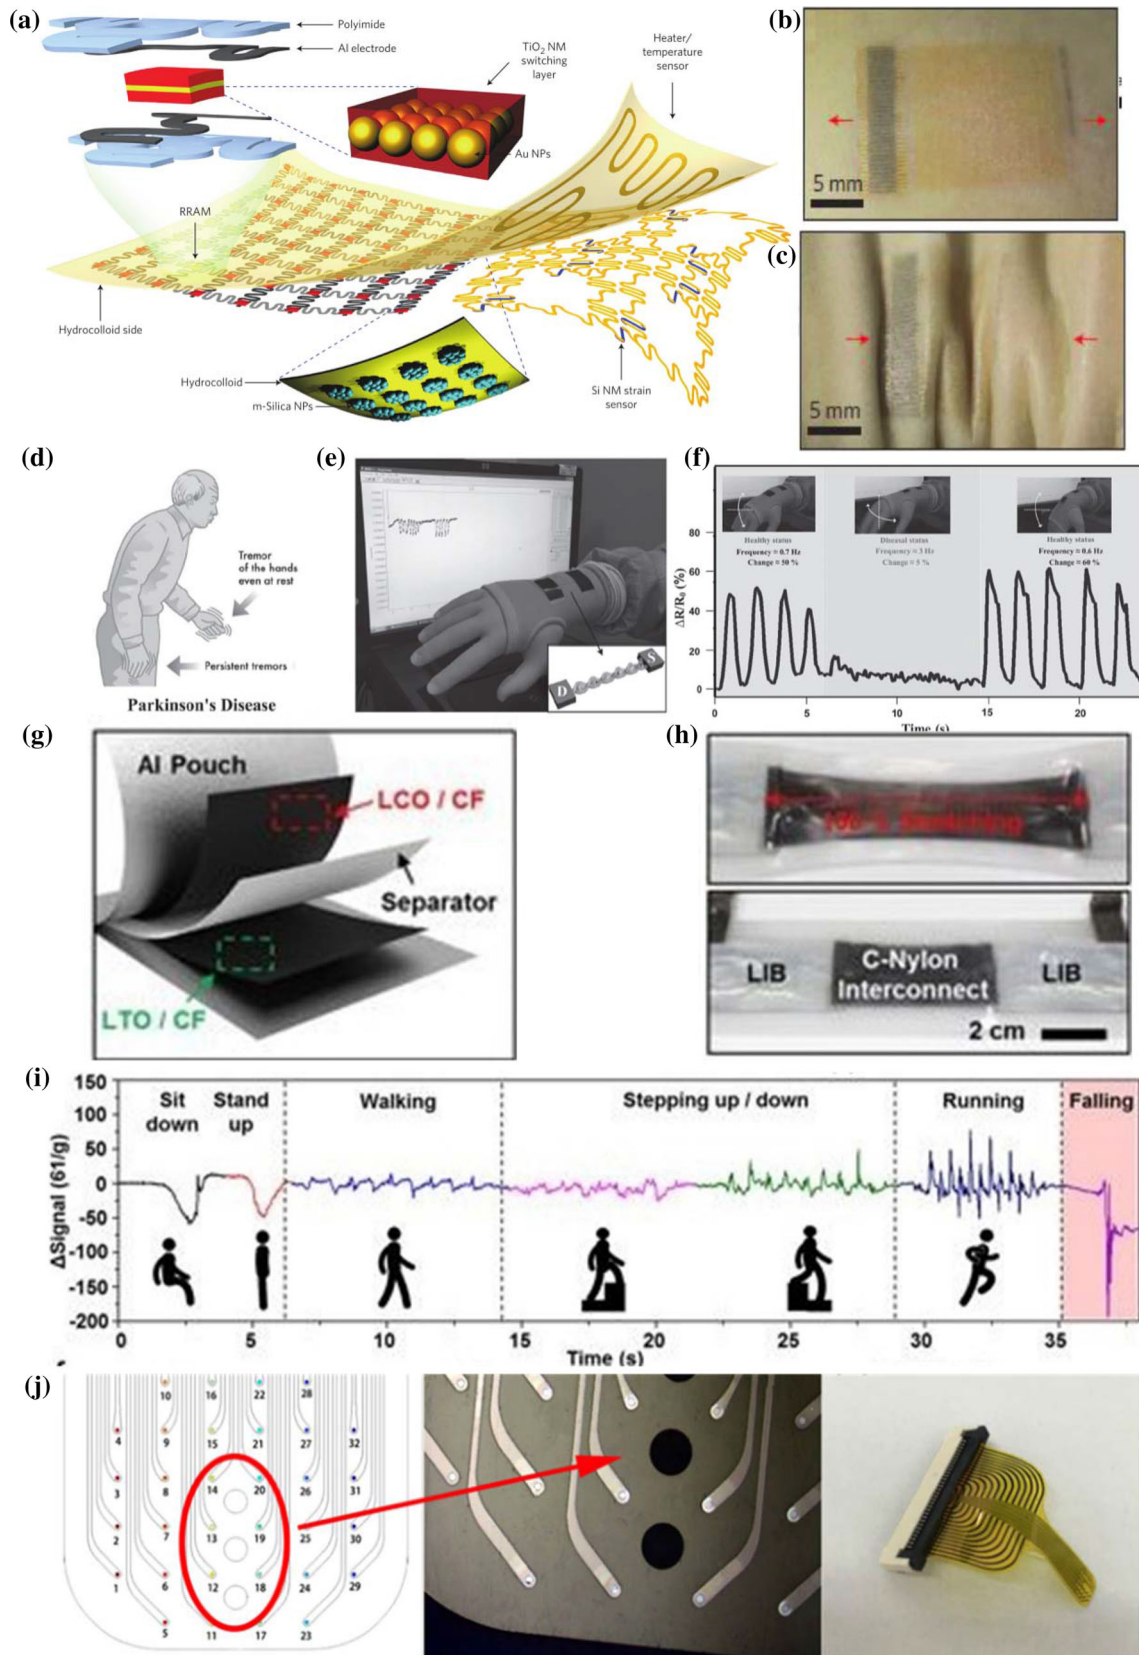 (a)
Polyimide
Al electrode
TiO2 NM
switching
layer
Heater/
temperature
sensor
Au NPs
RRAM
Hydrocolloid side
Hydrocolloid
m-Silica NPs
Si NM strain
sensor
(b)
5 mm
(c)
5 mm
(d)
Tremor
of the hands
even at rest
Persistent tremors
Parkinson's Disease
(e)
D
S
(f)
Healthy status
Frequency ≈ 0.7 Hz
Change ≈ 50 %
Diseasal status
Frequency ≈ 3 Hz
Change ≈ 5 %
Healthy status
Frequency ≈ 0.6 Hz
Change ≈ 60 %
ΔR/R0 (%)
80
60
40
20
0
0 5 10 15 20
Time (s)
(g)
Al Pouch
LCO / CF
Separator
LTO / CF
(h)
LIB
C-Nylon
Interconnect
LIB
2 cm
(i)
ΔSignal (61/g)
150
100
50
0
-50
-100
-150
-200
Sit
down
Stand
up
Walking
Stepping up / down
Running
Falling
0 5 10 15 20 25 30 35
Time (s)
(j)
10 16 22 28
4 9 15 21 27 32
3 8 14 20 26 31
2 7 13 19 25 30
1 6 12 18 24 29
5 11 17 23